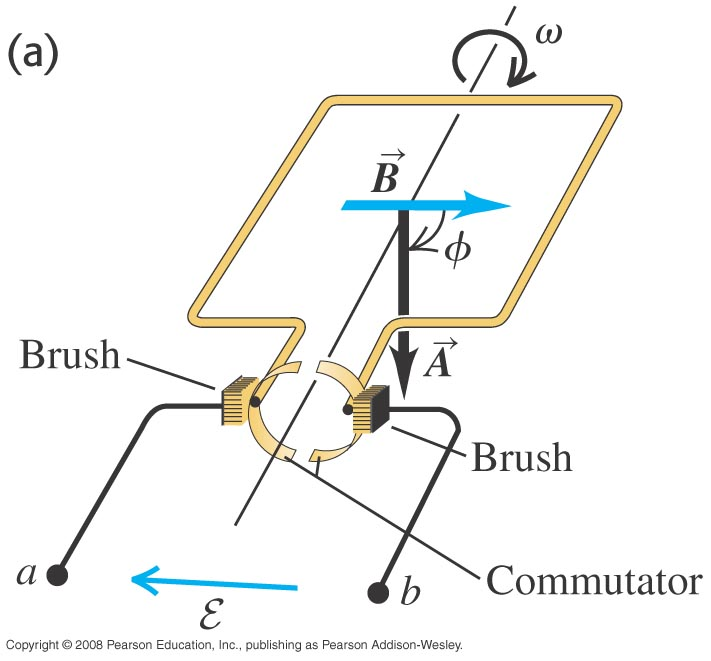 (a)
ω
B
ϕ
Brush
A
Brush
a
b
Commutator
ℰ
Copyright © 2008 Pearson Education, Inc., publishing as Pearson Addison-Wesley.